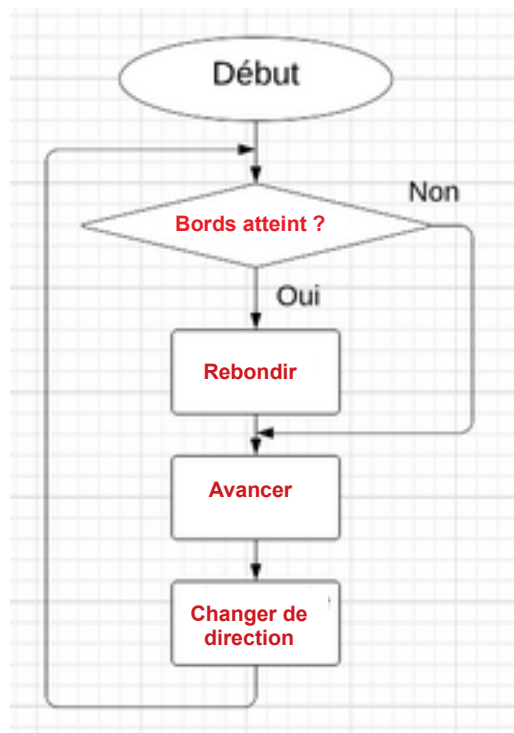 Début
Non
Bords atteint ?
Oui
Rebondir
Avancer
Changer de
direction